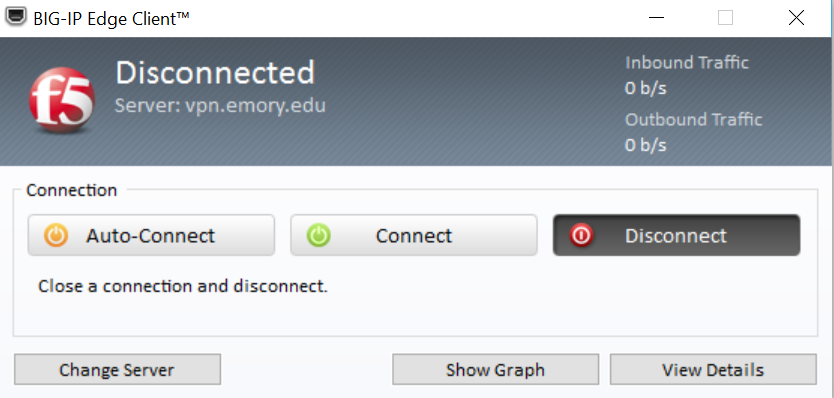 BIG-IP Edge Client™
f5
Disconnected
Server: vpn.emory.edu
Inbound Traffic
0 b/s
Outbound Traffic
0 b/s
Connection
Auto-Connect
Connect
Disconnect
Close a connection and disconnect.
Change Server
Show Graph
View Details